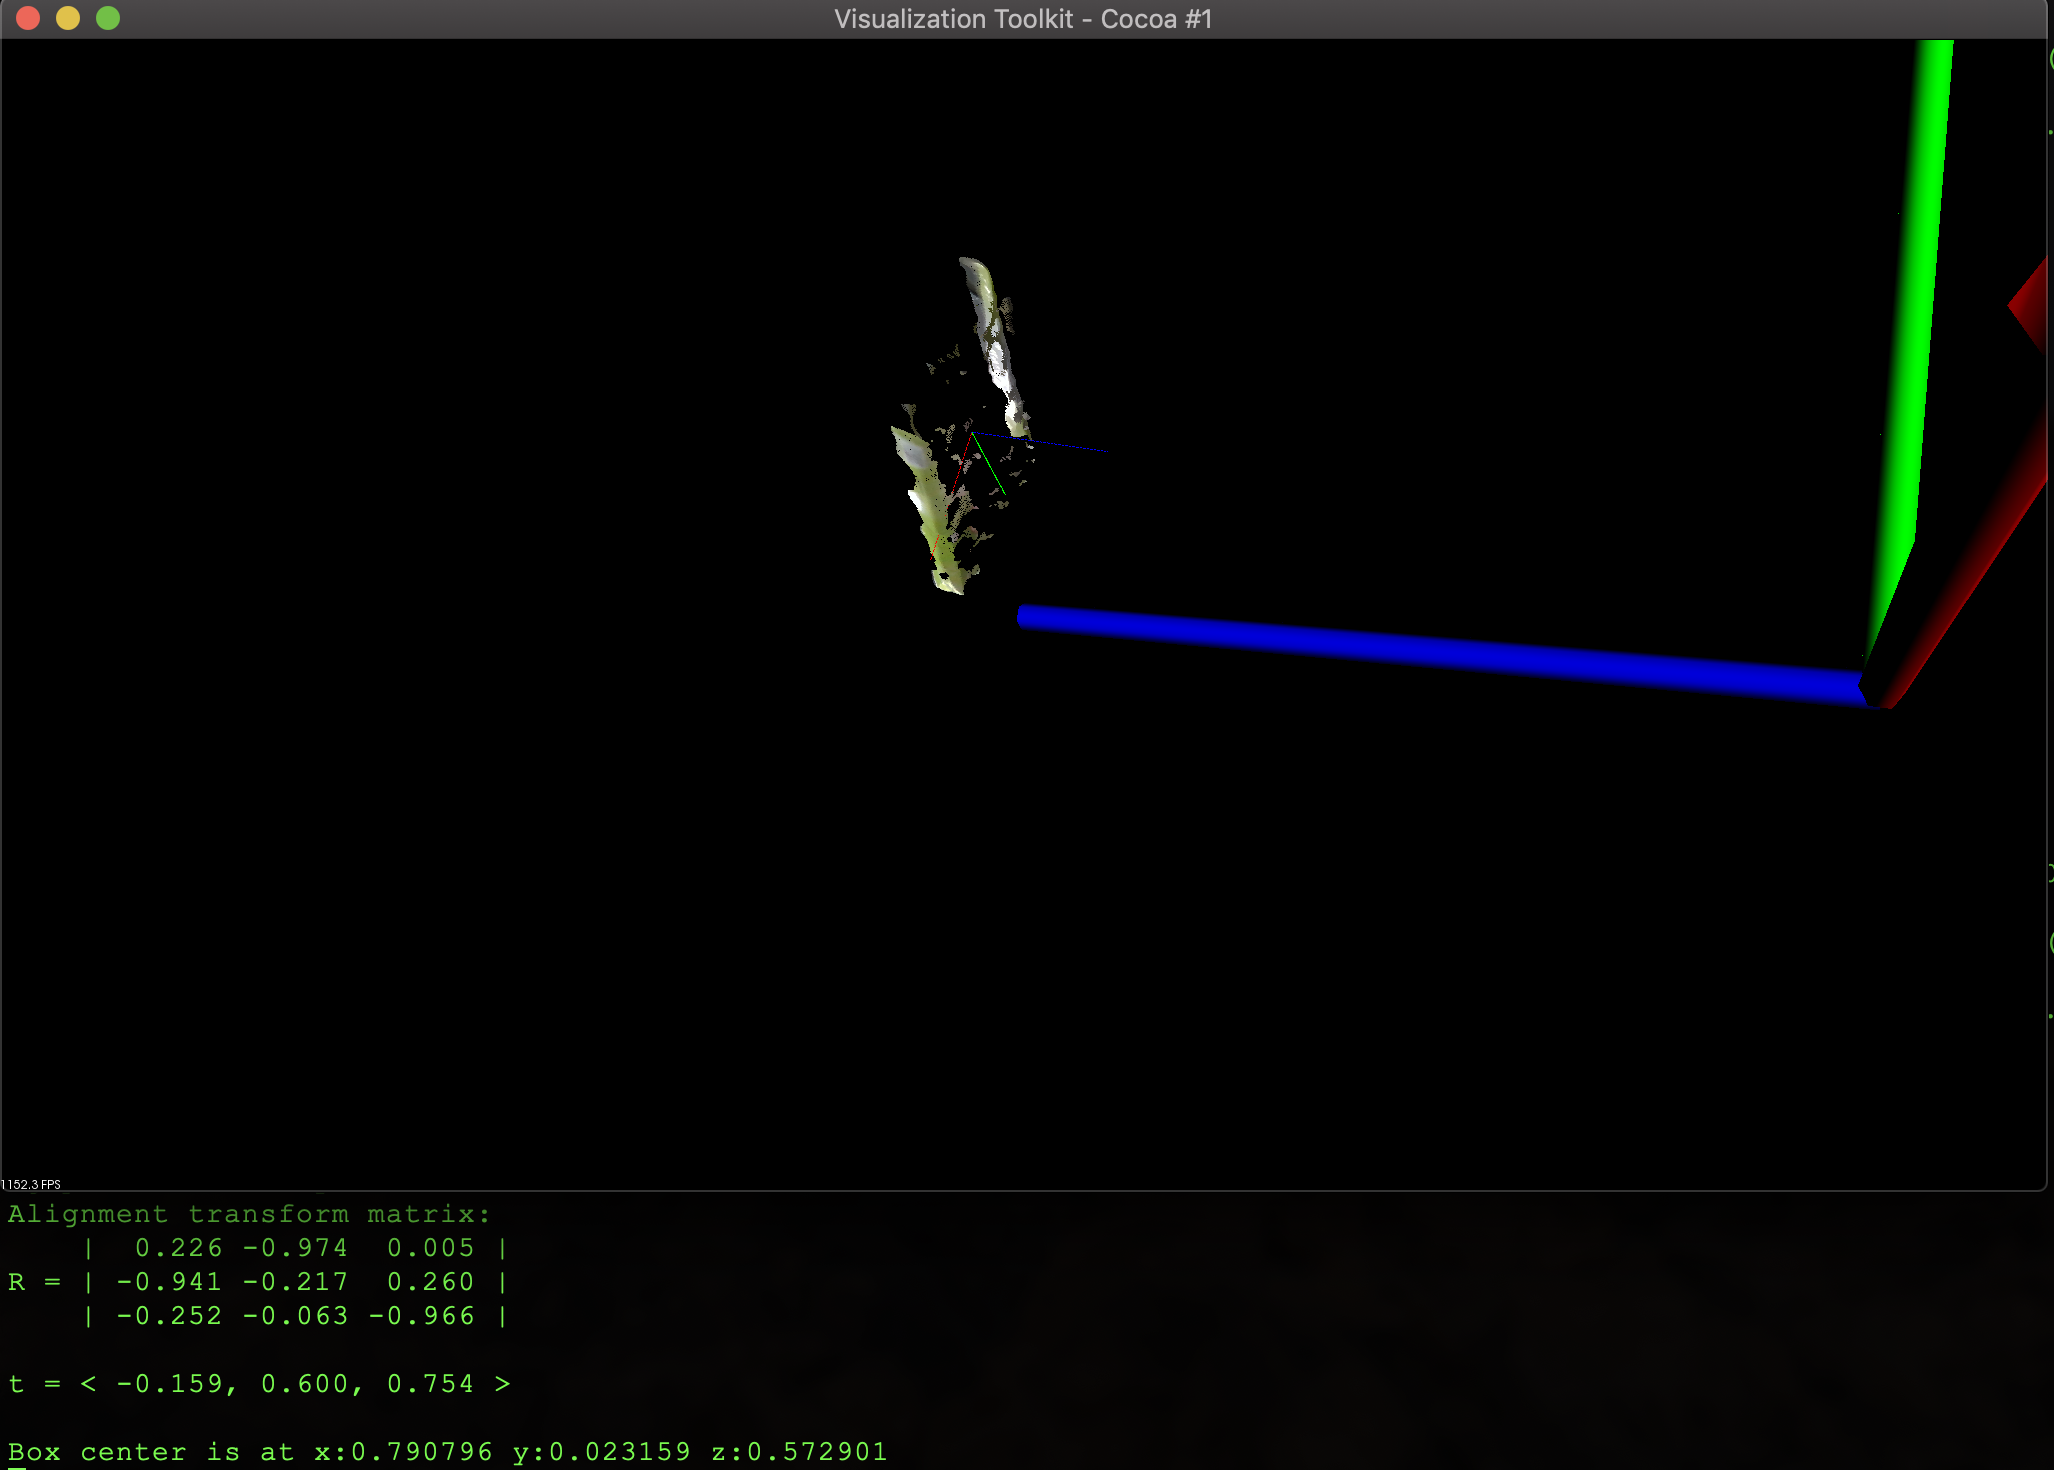 Visualization Toolkit - Cocoa #1
1152.3 FPS
Alignment transform matrix:
|  0.226 -0.974  0.005 |
R = | -0.941 -0.217  0.260 |
| -0.252 -0.063 -0.966 |
t = < -0.159, 0.600, 0.754 >
Box center is at x:0.790796 y:0.023159 z:0.572901